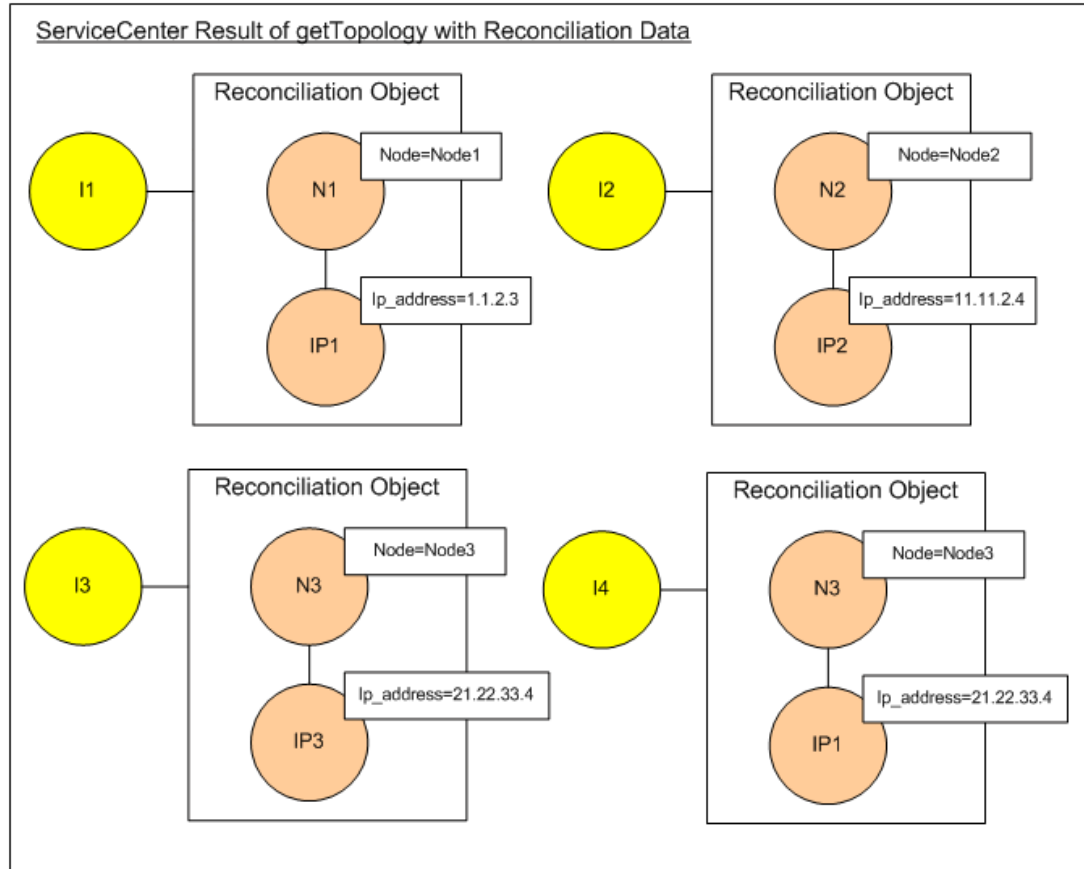 ServiceCenter Result of getTopology with Reconciliation Data
Reconciliation Object
I1
N1
Node=Node1
Ip_address=1.1.2.3
IP1
Reconciliation Object
I2
N2
Node=Node2
Ip_address=11.11.2.4
IP2
Reconciliation Object
I3
N3
Node=Node3
Ip_address=21.22.33.4
IP3
Reconciliation Object
I4
N3
Node=Node3
Ip_address=21.22.33.4
IP1